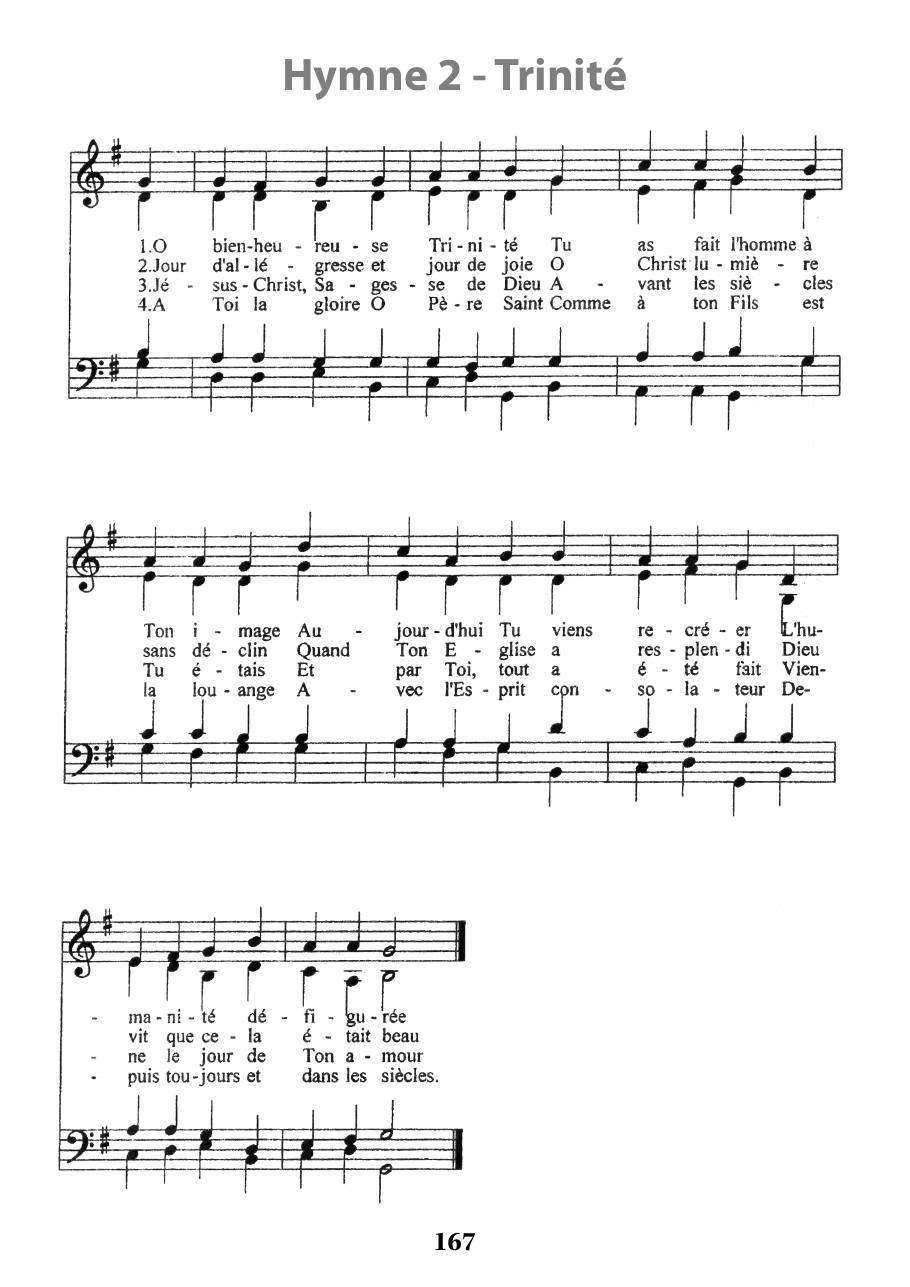 Hymne 2 - Trinité
1.O bien-heu - reu - se Tri - ni - té Tu as fait l'homme à
2.Jour d'al - lé - gresse et jour de joie O Christ lu - miè - re
3.Jé - sus - Christ, Sa - ges - se de Dieu A - vant les siè - cles
4.A Toi la gloire O Pè - re Saint Comme à ton Fils est
Ton i - mage Au - jour - d'hui Tu viens re - cré - er L'hu-
sans dé - clin Quand Ton E - glise a res - plen - di Dieu
Tu é - tais Et par Toi, tout a é - té fait Vien-
la lou - ange A - vec l'Es - prit con - so - la - teur De-
- ma - ni - té dé - fi - gu - rée
vit que ce - la é - tait beau
- ne le jour de Ton a - mour
- puis tou - jours et dans les siècles.
167